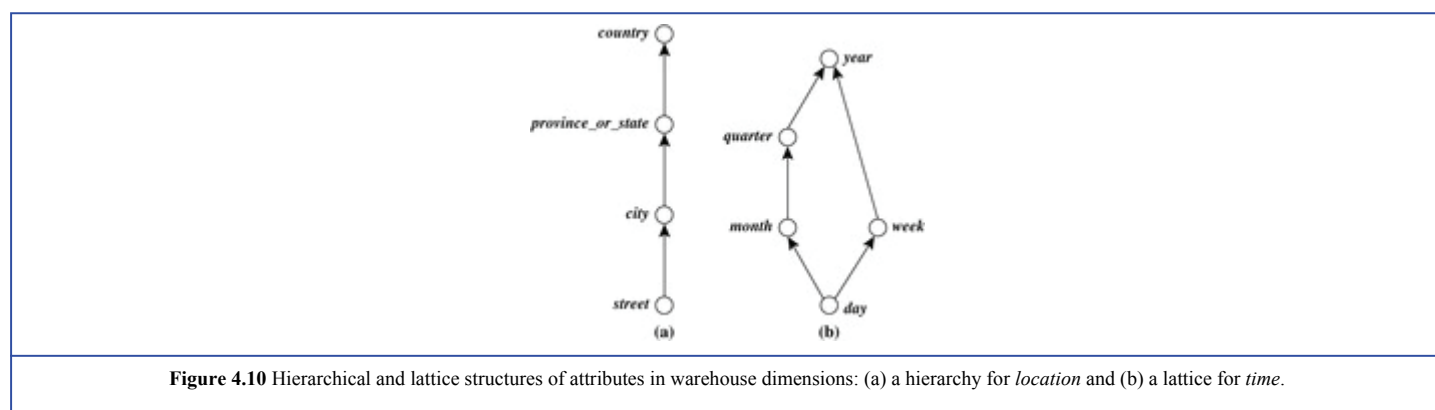 country
province_or_state
city
street
(a)
year
quarter
month
week
day
(b)
Figure 4.10 Hierarchical and lattice structures of attributes in warehouse dimensions: (a) a hierarchy for location and (b) a lattice for time.